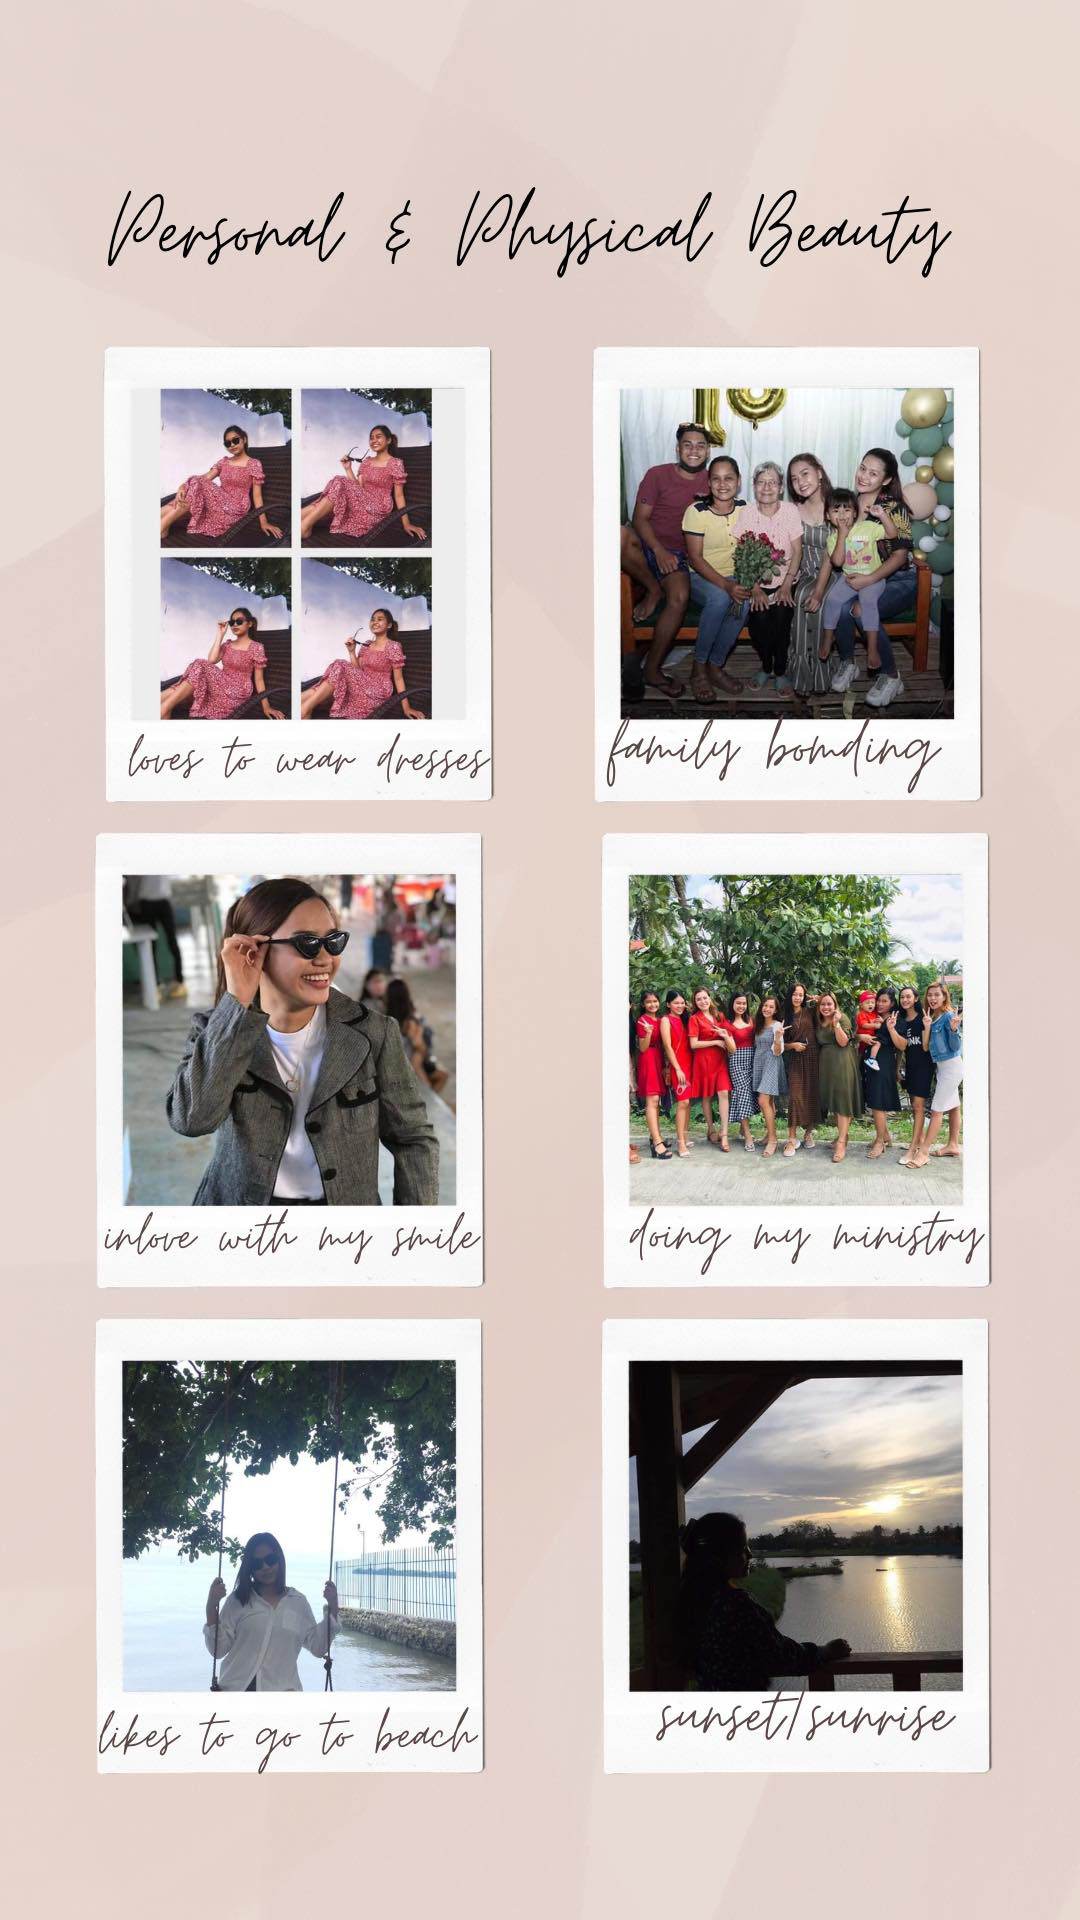 Personal & Physical Beauty
18
loves to wear dresses
family bomding
inlove with my smile
doing my ministry
likes to go to beach
sunset/sunrise